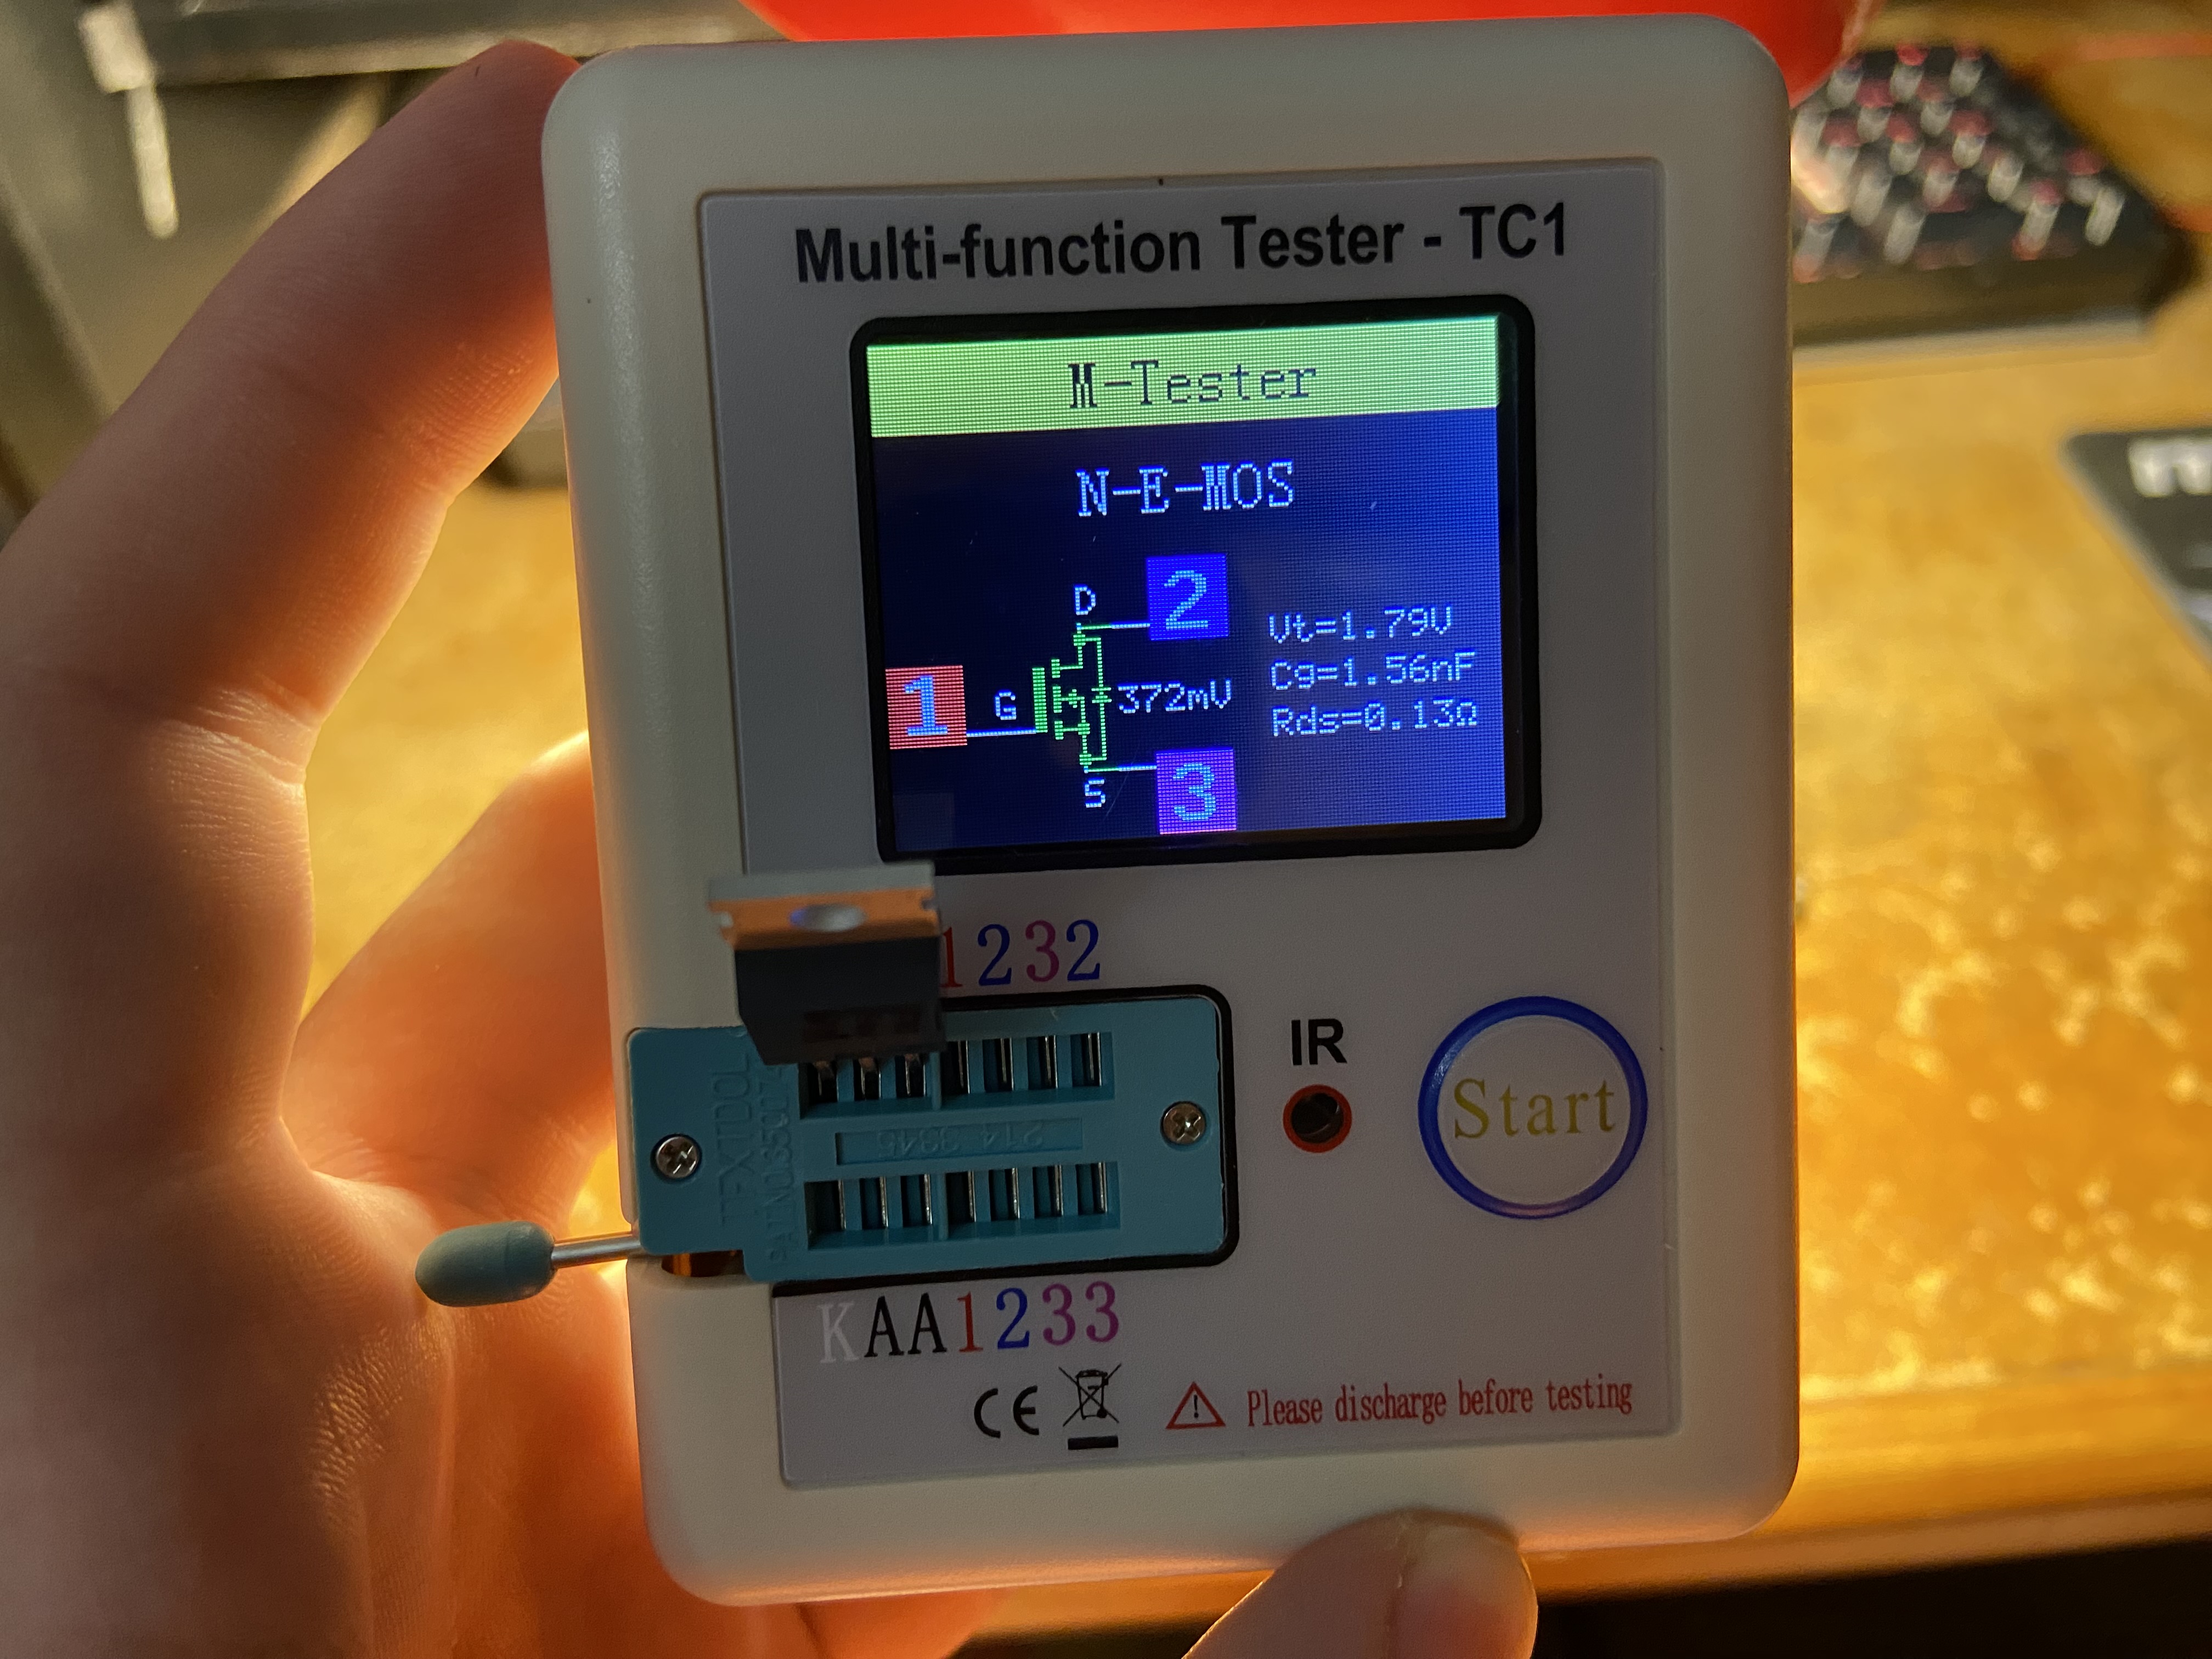 Multi-function Tester - TC1
M-Tester
N-E-MOS
D
2
Vt=1.79V
1
G
372mV
Cg=1.56nF
Rds=0.13Ω
S
3
1232
IR
Start
KAA1233
CE
Please discharge before testing